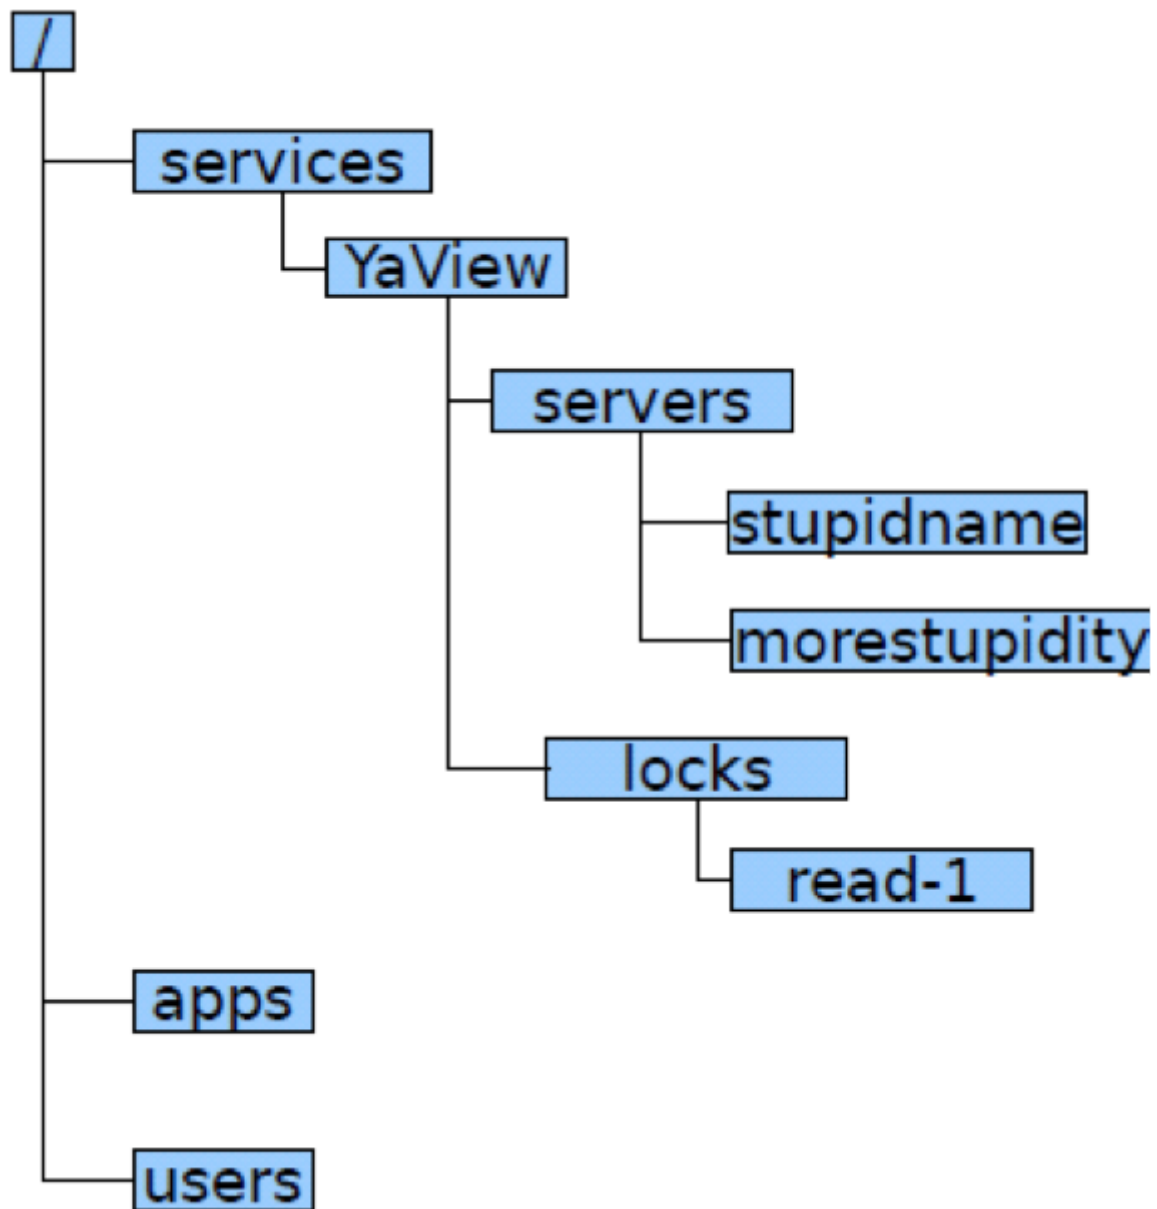 /
services
YaView
servers
stupidname
morestupidity
locks
read-1
apps
users